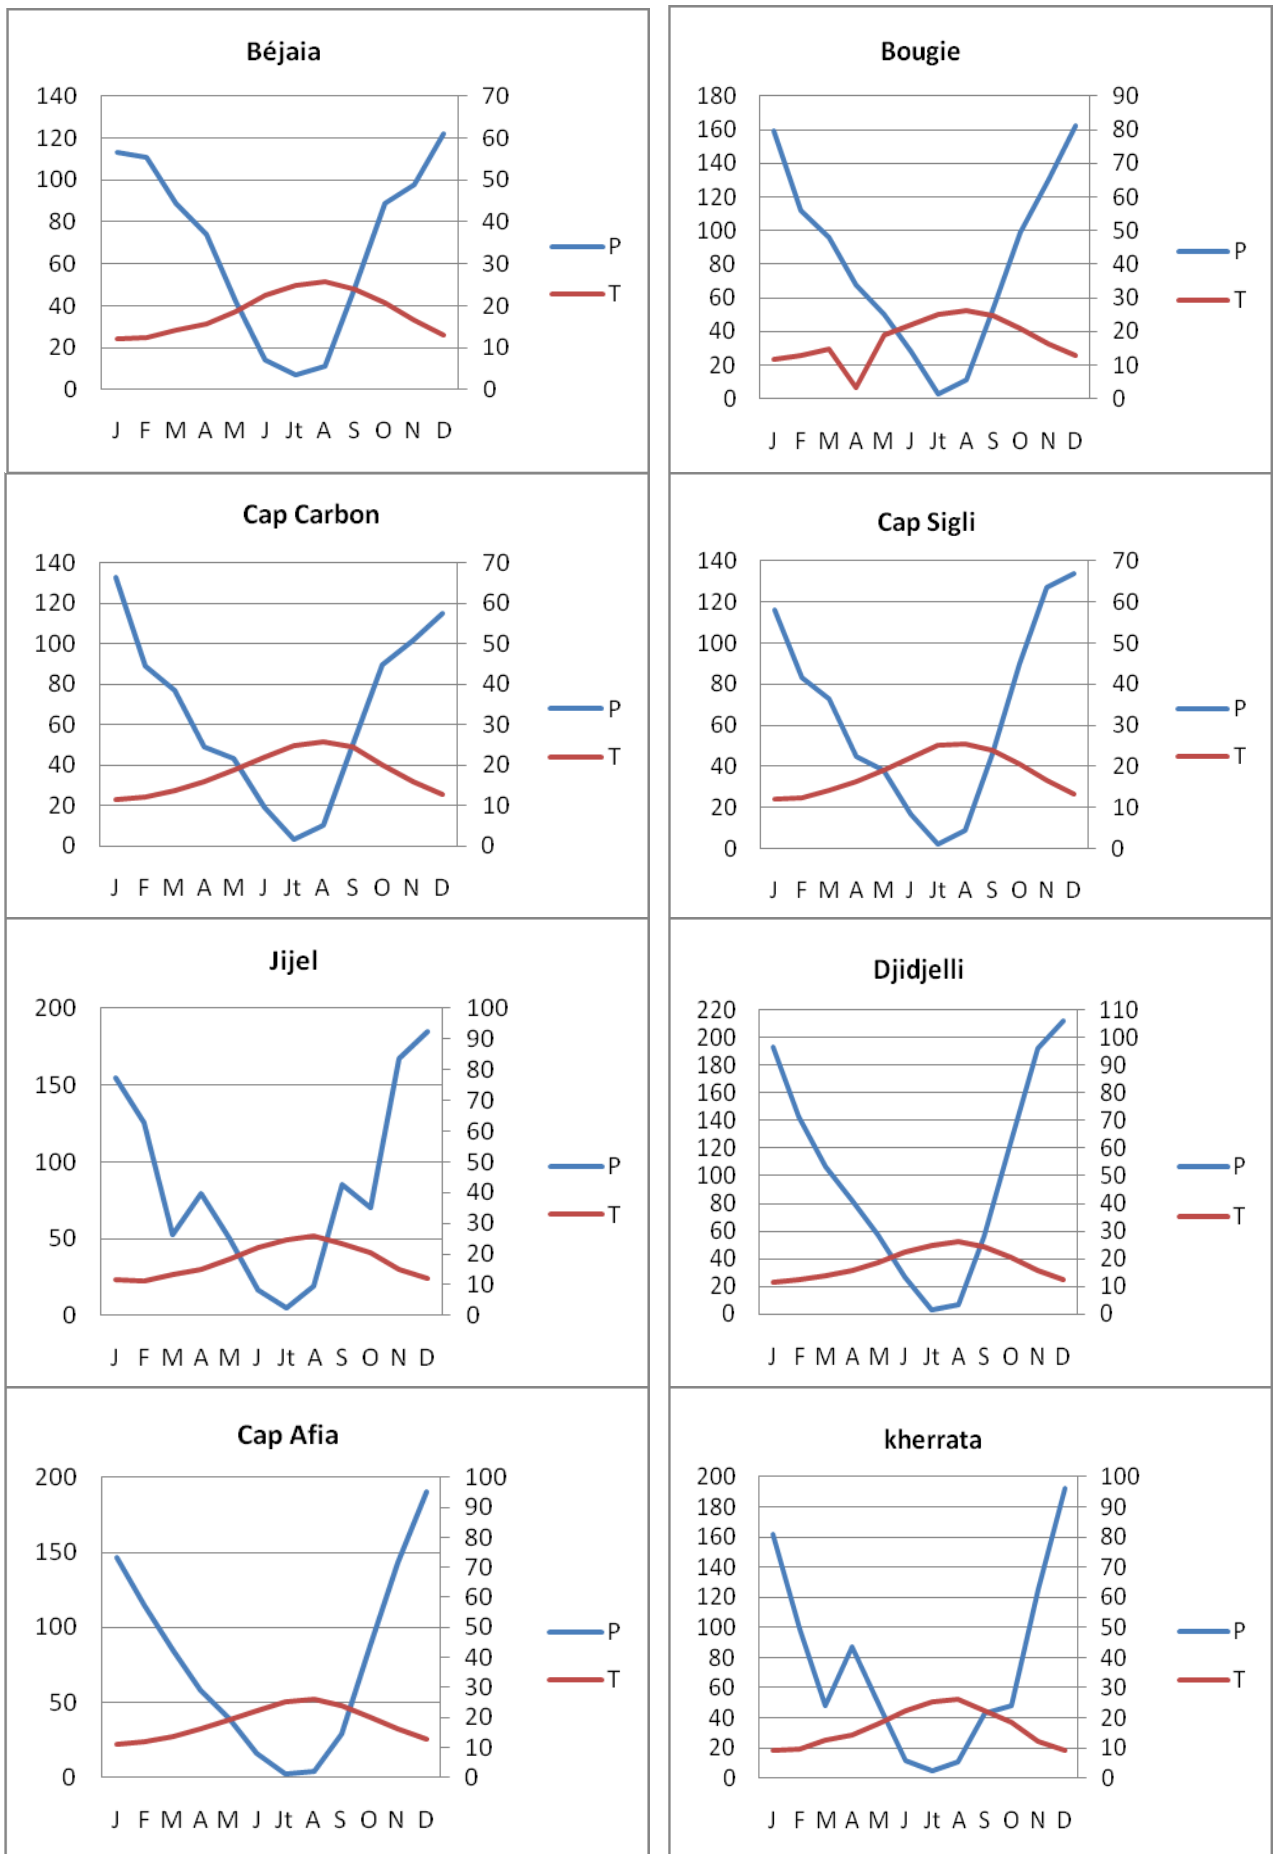 Béjaia
140 70
120 60
100 50
80 40
60 30
40 20
20 10
0 0
P
T
J F M A M J Jt A S O N D
Bougie
180 90
160 80
140 70
120 60
100 50
80 40
60 30
40 20
20 10
0 0
P
T
J F M A M J Jt A S O N D
Cap Carbon
140 70
120 60
100 50
80 40
60 30
40 20
20 10
0 0
P
T
J F M A M J Jt A S O N D
Cap Sigli
140 70
120 60
100 50
80 40
60 30
40 20
20 10
0 0
P
T
J F M A M J Jt A S O N D
Jijel
200 100
90
80
150 70
60
100 50
40
30
50 20
10
0 0
P
T
J F M A M J Jt A S O N D
Djidjelli
220 110
200 100
180 90
160 80
140 70
120 60
100 50
80 40
60 30
40 20
20 10
0 0
P
T
J F M A M J Jt A S O N D
Cap Afia
200 100
90
80
150 70
60
100 50
40
30
50 20
10
0 0
P
T
J F M A M J Jt A S O N D
kherrata
200 100
180 90
160 80
140 70
120 60
100 50
80 40
60 30
40 20
20 10
0 0
P
T
J F M A M J Jt A S O N D